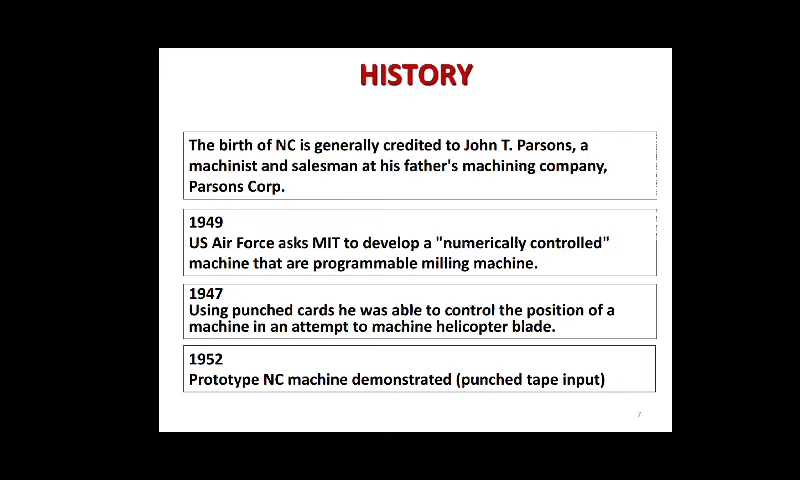 HISTORY
The birth of NC is generally credited to John T. Parsons, a
machinist and salesman at his father's machining company,
Parsons Corp.
1949
US Air Force asks MIT to develop a "numerically controlled"
machine that are programmable milling machine.
1947
Using punched cards he was able to control the position of a
machine in an attempt to machine helicopter blade.
1952
Prototype NC machine demonstrated (punched tape input)
7